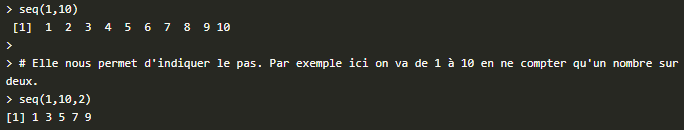 > seq(1,10)
 [1]  1  2  3  4  5  6  7  8  9 10
>
> # Elle nous permet d'indiquer le pas. Par exemple ici on va de 1 à 10 en ne compter qu'un nombre sur
deux.
> seq(1,10,2)
[1] 1 3 5 7 9